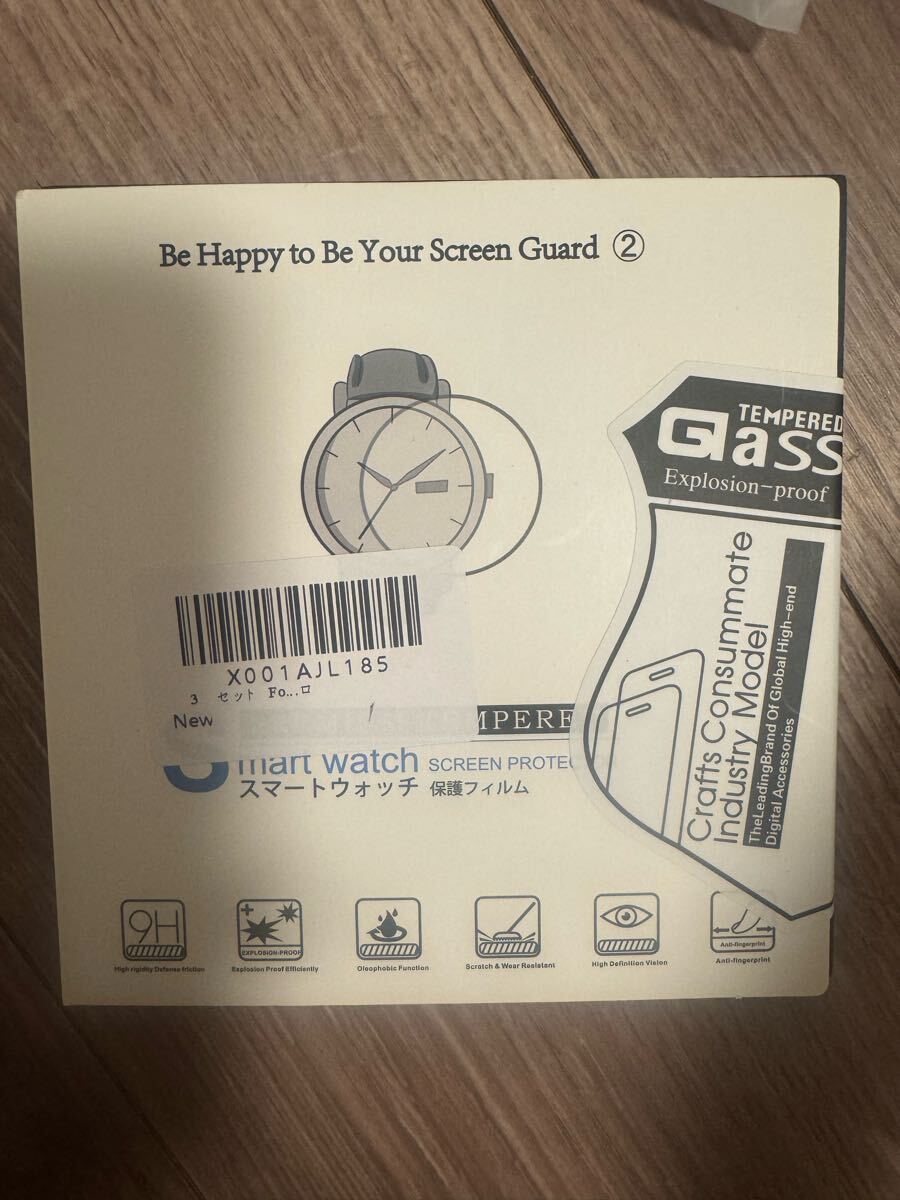 Be Happy to Be Your Screen Guard ②
TEMPERED
Glass
Explosion-proof
Crafts Consummate
Industry Model
TheLeadingBrand Of Global High-end
Digital Accessories
X001AJL185
3 セット Fo...ロ
New
MPERE
mart watch SCREEN PROTEC
スマートウォッチ 保護フィルム
9H
EXPLOSION-PROOF
Anti-fingerprint
High rigidity Defense friction
Explosion Proof Efficiently
Oleophobic Function
Scratch & Wear Resistant
High Definition Vision
Anti-fingerprint